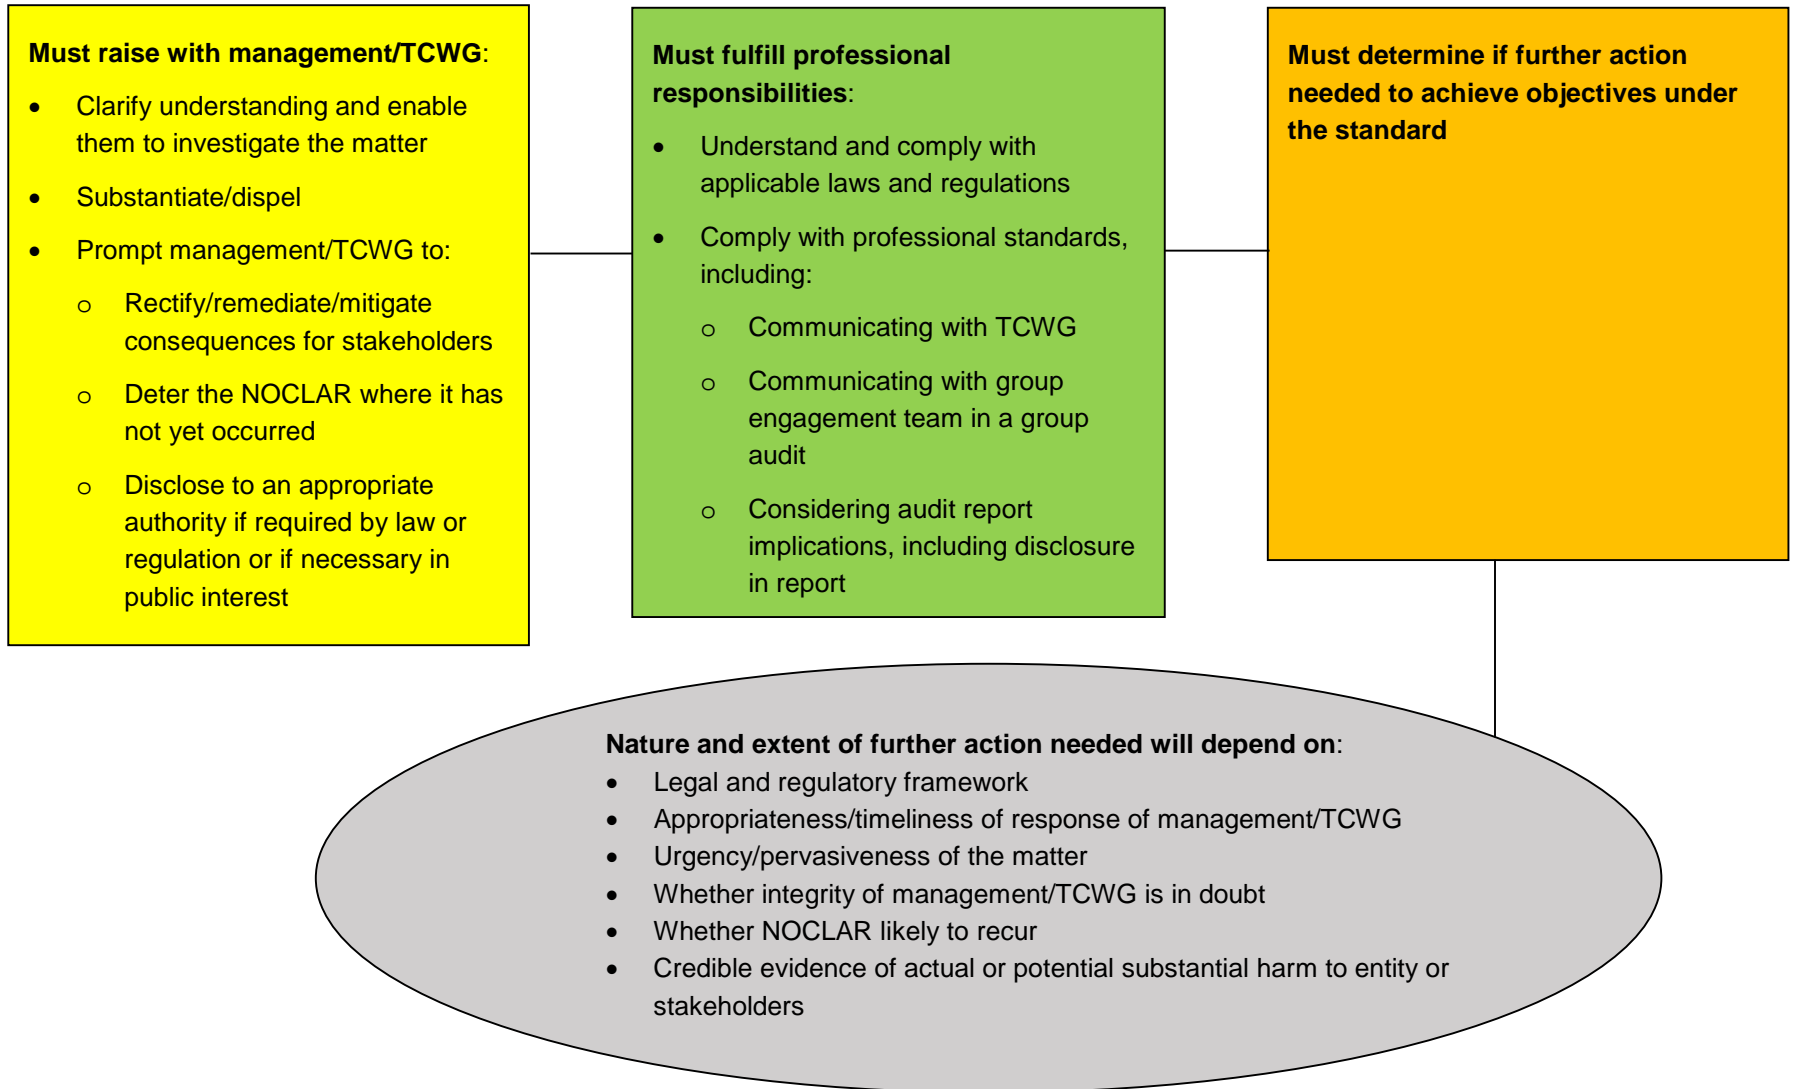 Must raise with management/TCWG:
• Clarify understanding and enable
them to investigate the matter
• Substantiate/dispel
• Prompt management/TCWG to:
o Rectify/remediate/mitigate
consequences for stakeholders
o Deter the NOCLAR where it has
not yet occurred
o Disclose to an appropriate
authority if required by law or
regulation or if necessary in
public interest
Must fulfill professional
responsibilities:
• Understand and comply with
applicable laws and regulations
• Comply with professional standards,
including:
o Communicating with TCWG
o Communicating with group
engagement team in a group
audit
o Considering audit report
implications, including disclosure
in report
Must determine if further action
needed to achieve objectives under
the standard
Nature and extent of further action needed will depend on:
• Legal and regulatory framework
• Appropriateness/timeliness of response of management/TCWG
• Urgency/pervasiveness of the matter
• Whether integrity of management/TCWG is in doubt
• Whether NOCLAR likely to recur
• Credible evidence of actual or potential substantial harm to entity or
stakeholders